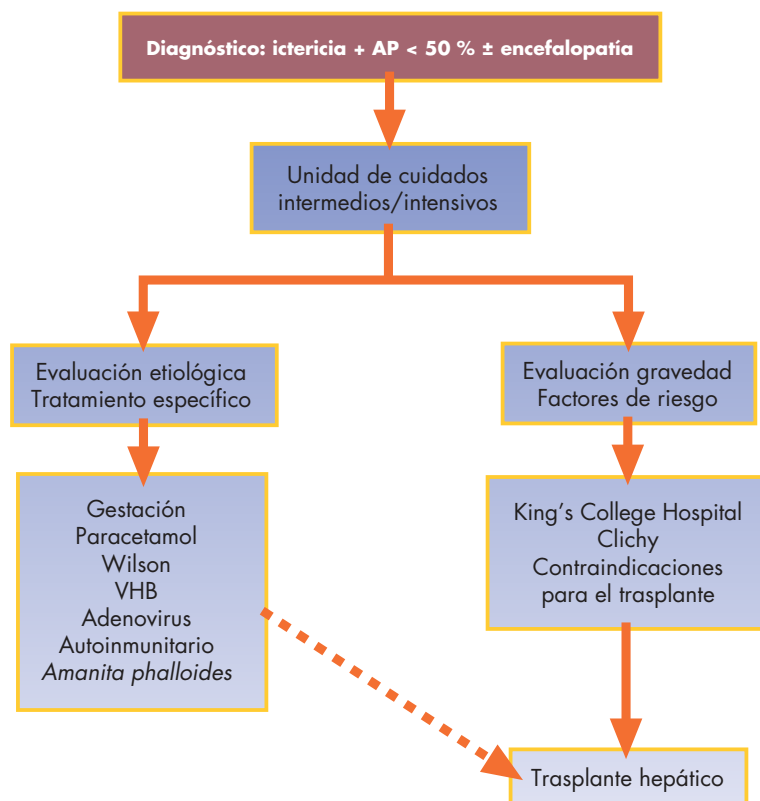 Diagnóstico: ictericia + AP < 50 % ± encefalopatía
Unidad de cuidados
intermedios/intensivos
Evaluación etiológica
Tratamiento específico
Evaluación gravedad
Factores de riesgo
Gestación
Paracetamol
Wilson
VHB
Adenovirus
Autoinmunitario
Amanita phalloides
King’s College Hospital
Clichy
Contraindicaciones
para el trasplante
Trasplante hepático